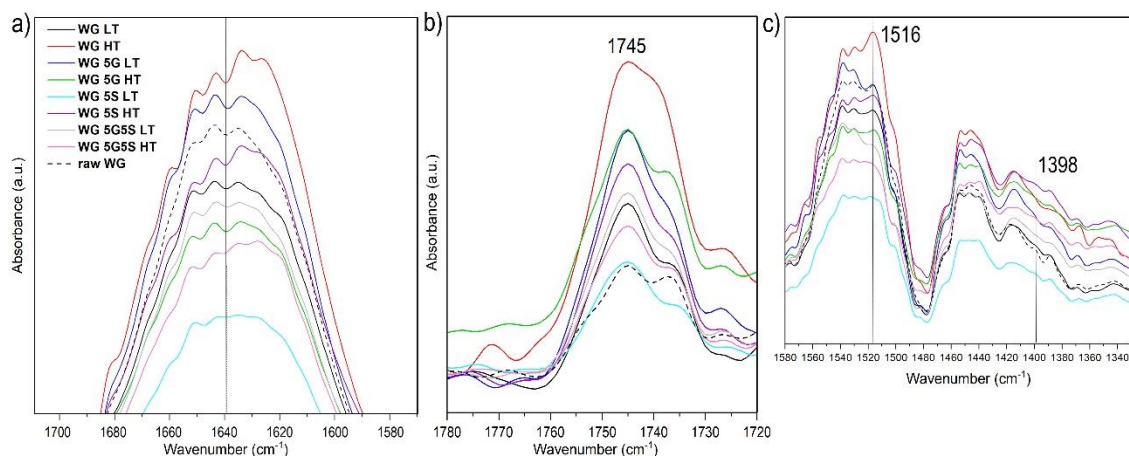 a)
WG LT
WG HT
WG 5G LT
WG 5G HT
WG 5S LT
WG 5S HT
WG 5G5S LT
WG 5G5S HT
raw WG
Absorbance (a.u.)
1700 1680 1660 1640 1620 1600
Wavenumber (cm-1)
b)
1745
Absorbance (a.u.)
1780 1770 1760 1750 1740 1730 1720
Wavenumber (cm-1)
c)
1516
1398
Absorbance (a.u.)
1580 1560 1540 1520 1500 1480 1460 1440 1420 1400 1380 1360 1340
Wavenumber (cm-1)